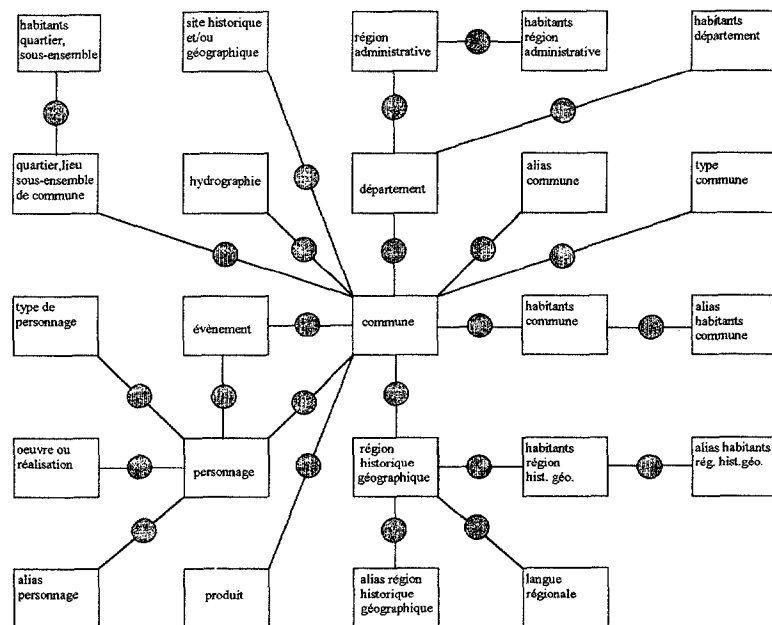 habitants
quartier,
sous-ensemble
site historique
et/ou
géographique
région
administrative
habitants
région
administrative
habitants
département
quartier,lieu
sous-ensemble
de commune
hydrographie
département
alias
commune
type
commune
type de
personnage
évènement
commune
habitants
commune
alias
habitants
commune
oeuvre ou
réalisation
personnage
région
historique
géographique
habitants
région
hist. géo.
alias habitants
rég. hist.géo.
alias
personnage
produit
alias région
historique
géographique
langue
régionale